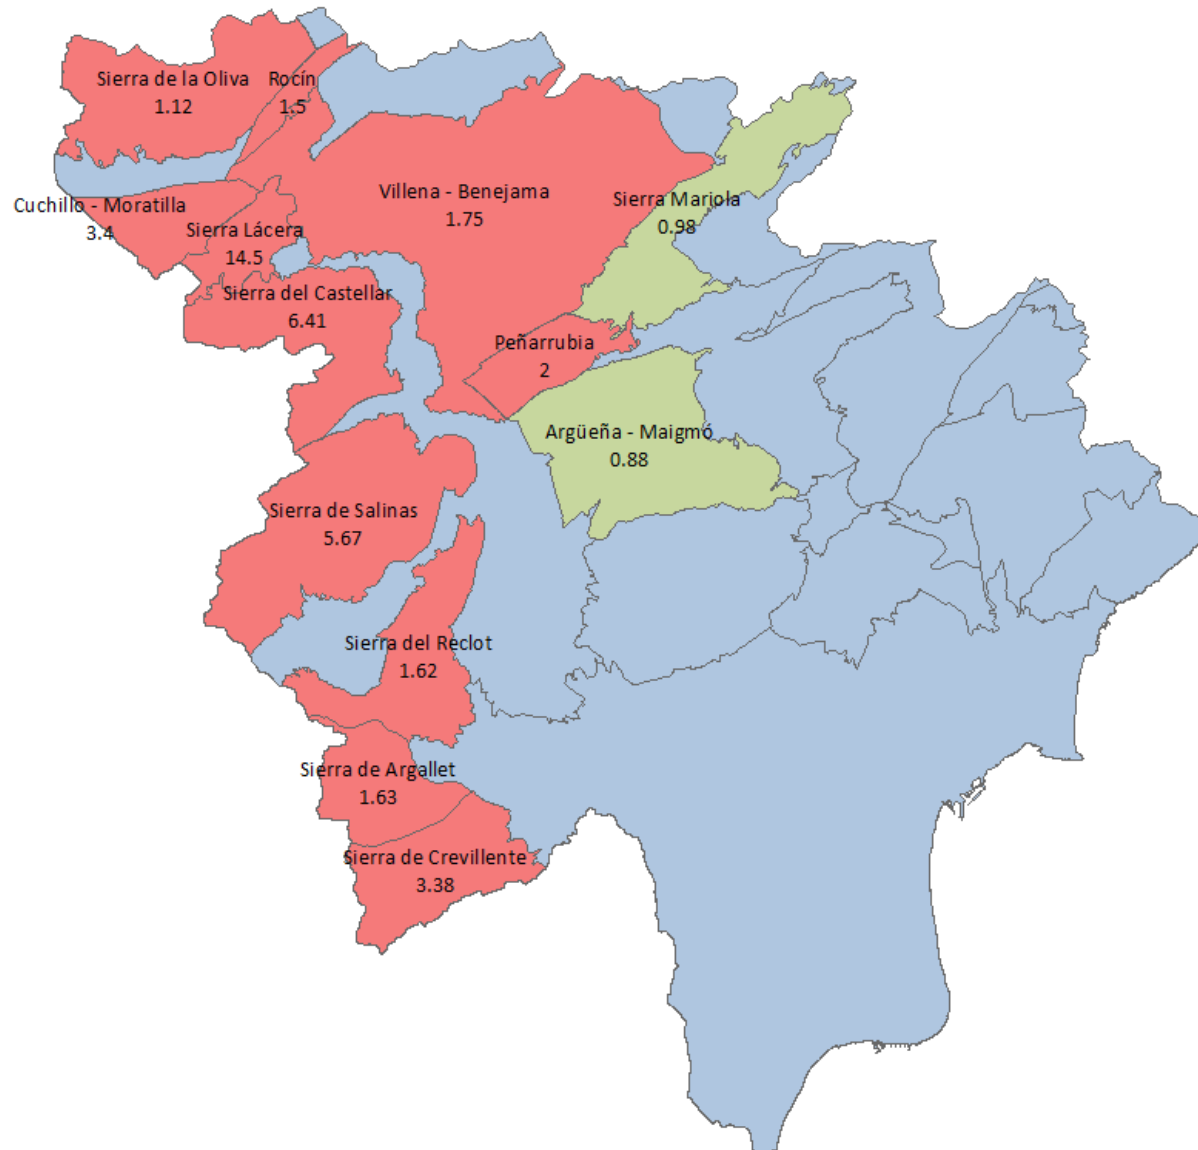 Sierra de la Oliva
1.12
Rocín
1.5
Villena - Benejama
1.75
Sierra Mariola
0.98
Cuchillo - Moratilla
3.4
Sierra Lácera
14.5
Sierra del Castellar
6.41
Peñarrubia
2
Argüeña - Maigmó
0.88
Sierra de Salinas
5.67
Sierra del Reclot
1.62
Sierra de Argallet
1.63
Sierra de Crevillente
3.38